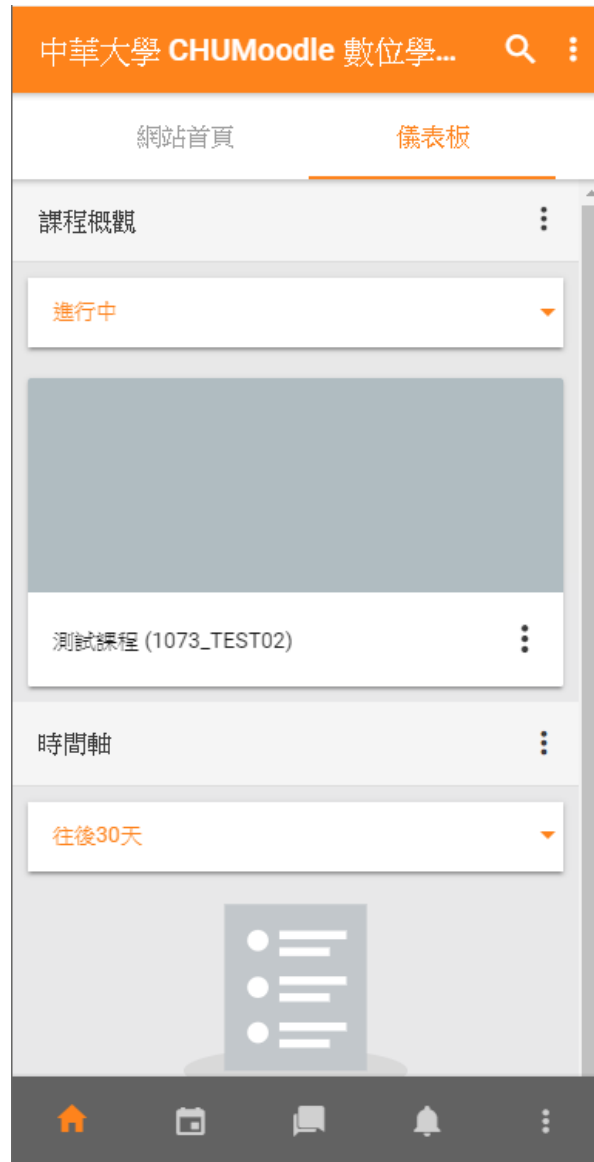 中華大學 CHUMoodle 數位學...
網站首頁
儀表板
課程概觀
進行中
測試課程 (1073_TEST02)
時間軸
往後30天